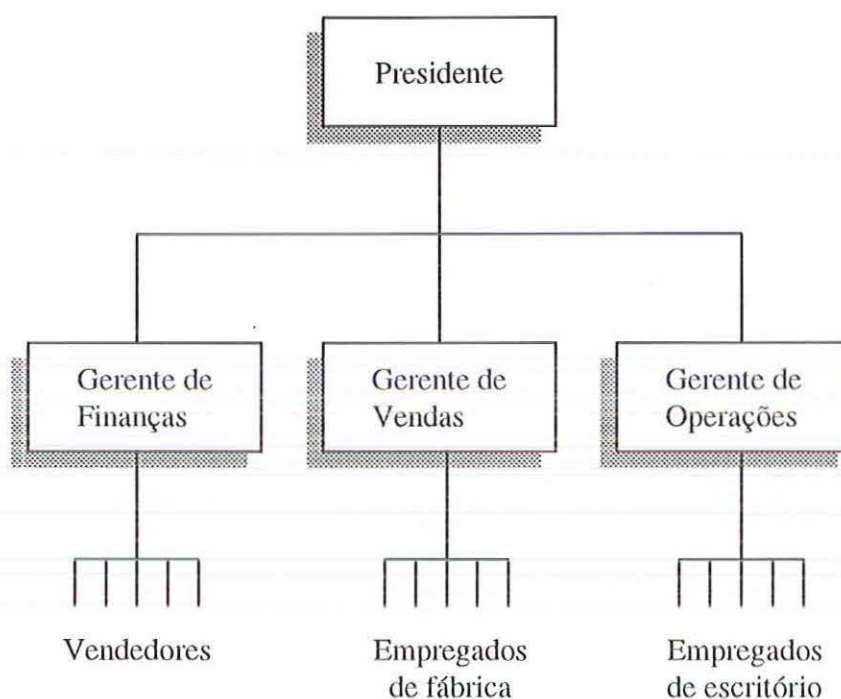 Presidente
Gerente de
Finanças
Gerente de
Vendas
Gerente de
Operações
Vendedores
Empregados
de fábrica
Empregados
de escritório